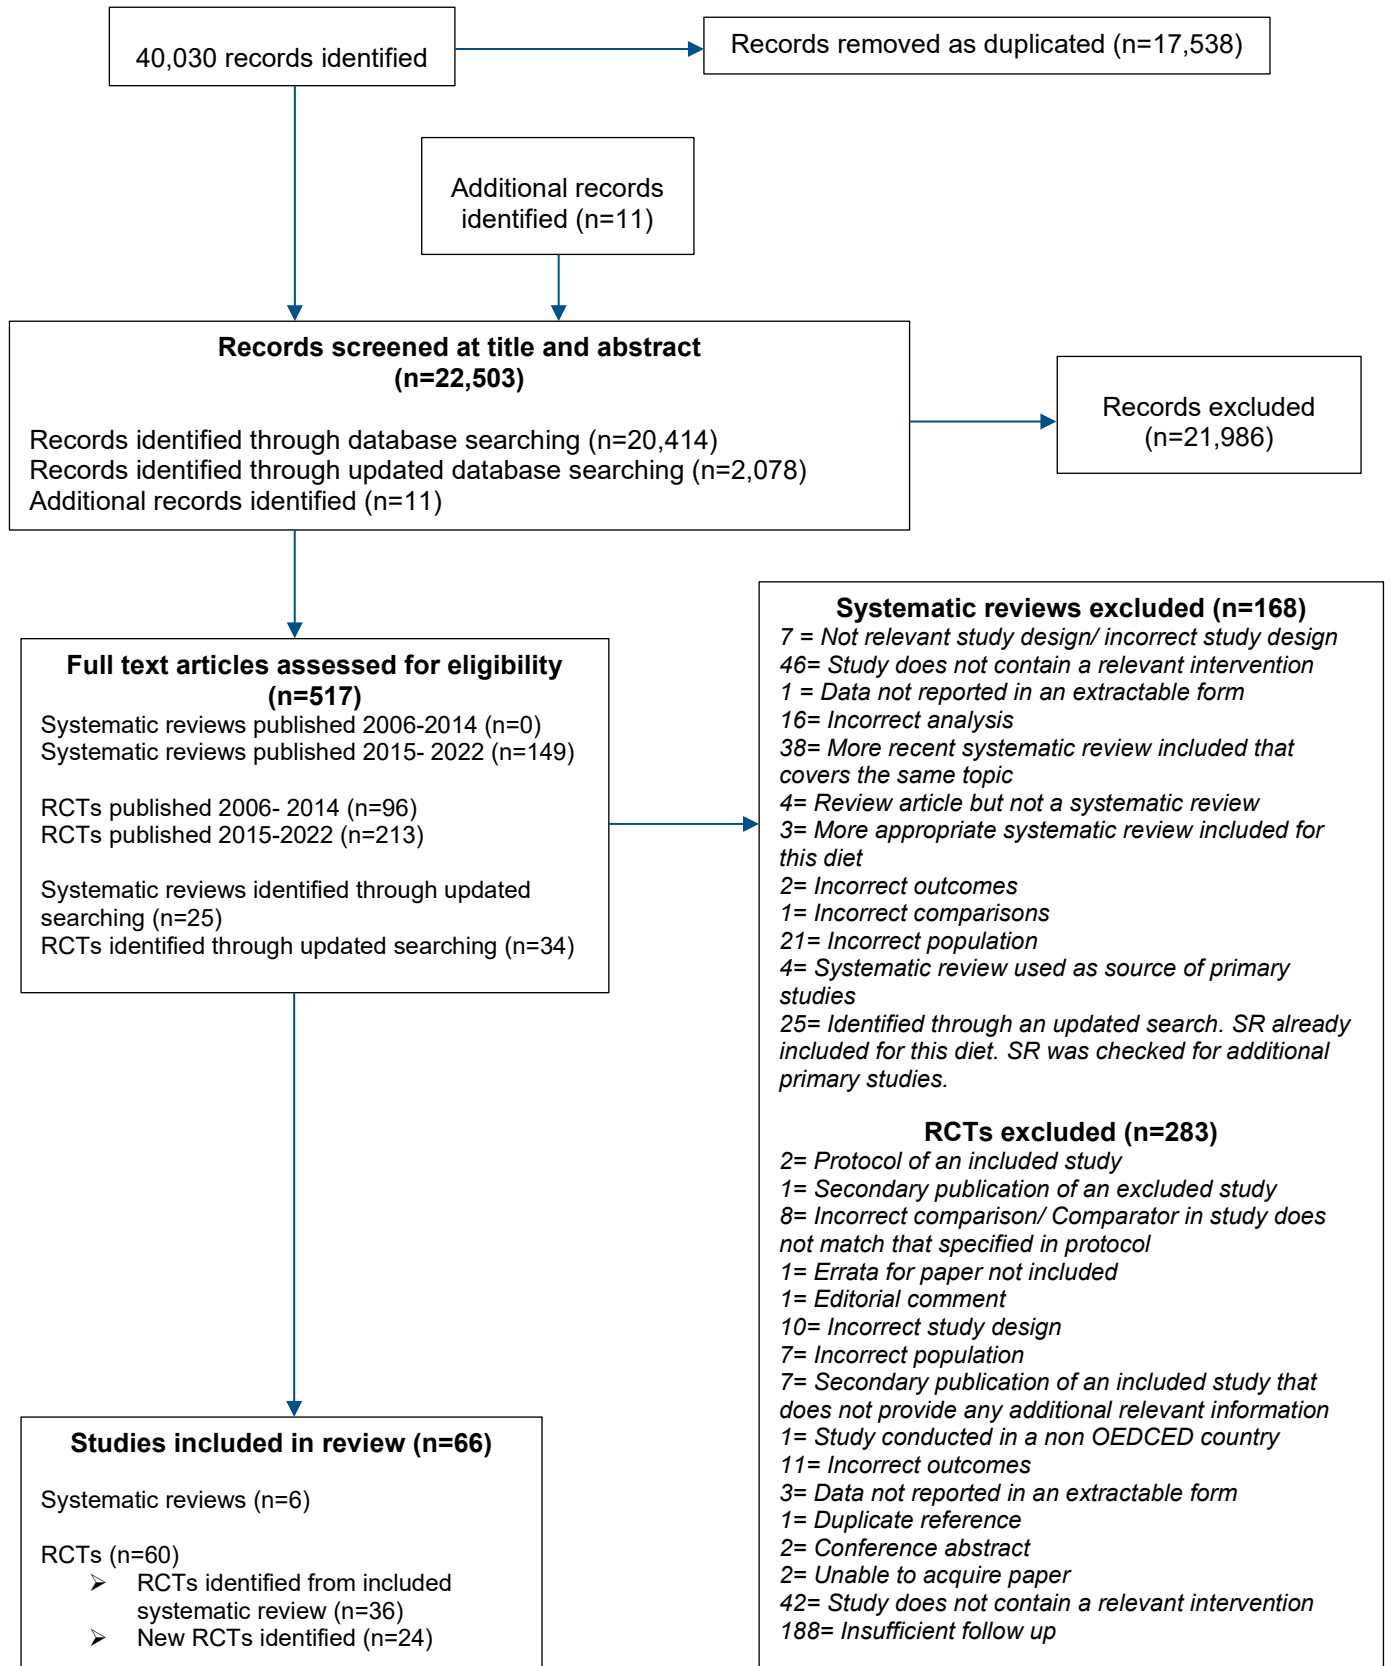 40,030 records identified
Records removed as duplicated (n=17,538)
Additional records
identified (n=11)
Records screened at title and abstract
(n=22,503)
Records identified through database searching (n=20,414)
Records identified through updated database searching (n=2,078)
Additional records identified (n=11)
Records excluded
(n=21,986)
Full text articles assessed for eligibility
(n=517)
Systematic reviews published 2006-2014 (n=0)
Systematic reviews published 2015- 2022 (n=149)
RCTs published 2006- 2014 (n=96)
RCTs published 2015-2022 (n=213)
Systematic reviews identified through updated
searching (n=25)
RCTs identified through updated searching (n=34)
Systematic reviews excluded (n=168)
7 = Not relevant study design/ incorrect study design
46= Study does not contain a relevant intervention
1 = Data not reported in an extractable form
16= Incorrect analysis
38= More recent systematic review included that
covers the same topic
4= Review article but not a systematic review
3= More appropriate systematic review included for
this diet
2= Incorrect outcomes
1= Incorrect comparisons
21= Incorrect population
4= Systematic review used as source of primary
studies
25= Identified through an updated search. SR already
included for this diet. SR was checked for additional
primary studies.
RCTs excluded (n=283)
2= Protocol of an included study
1= Secondary publication of an excluded study
8= Incorrect comparison/ Comparator in study does
not match that specified in protocol
1= Errata for paper not included
1= Editorial comment
10= Incorrect study design
7= Incorrect population
7= Secondary publication of an included study that
does not provide any additional relevant information
1= Study conducted in a non OEDCED country
11= Incorrect outcomes
3= Data not reported in an extractable form
1= Duplicate reference
2= Conference abstract
2= Unable to acquire paper
42= Study does not contain a relevant intervention
188= Insufficient follow up
Studies included in review (n=66)
Systematic reviews (n=6)
RCTs (n=60)
➢ RCTs identified from included
systematic review (n=36)
➢ New RCTs identified (n=24)